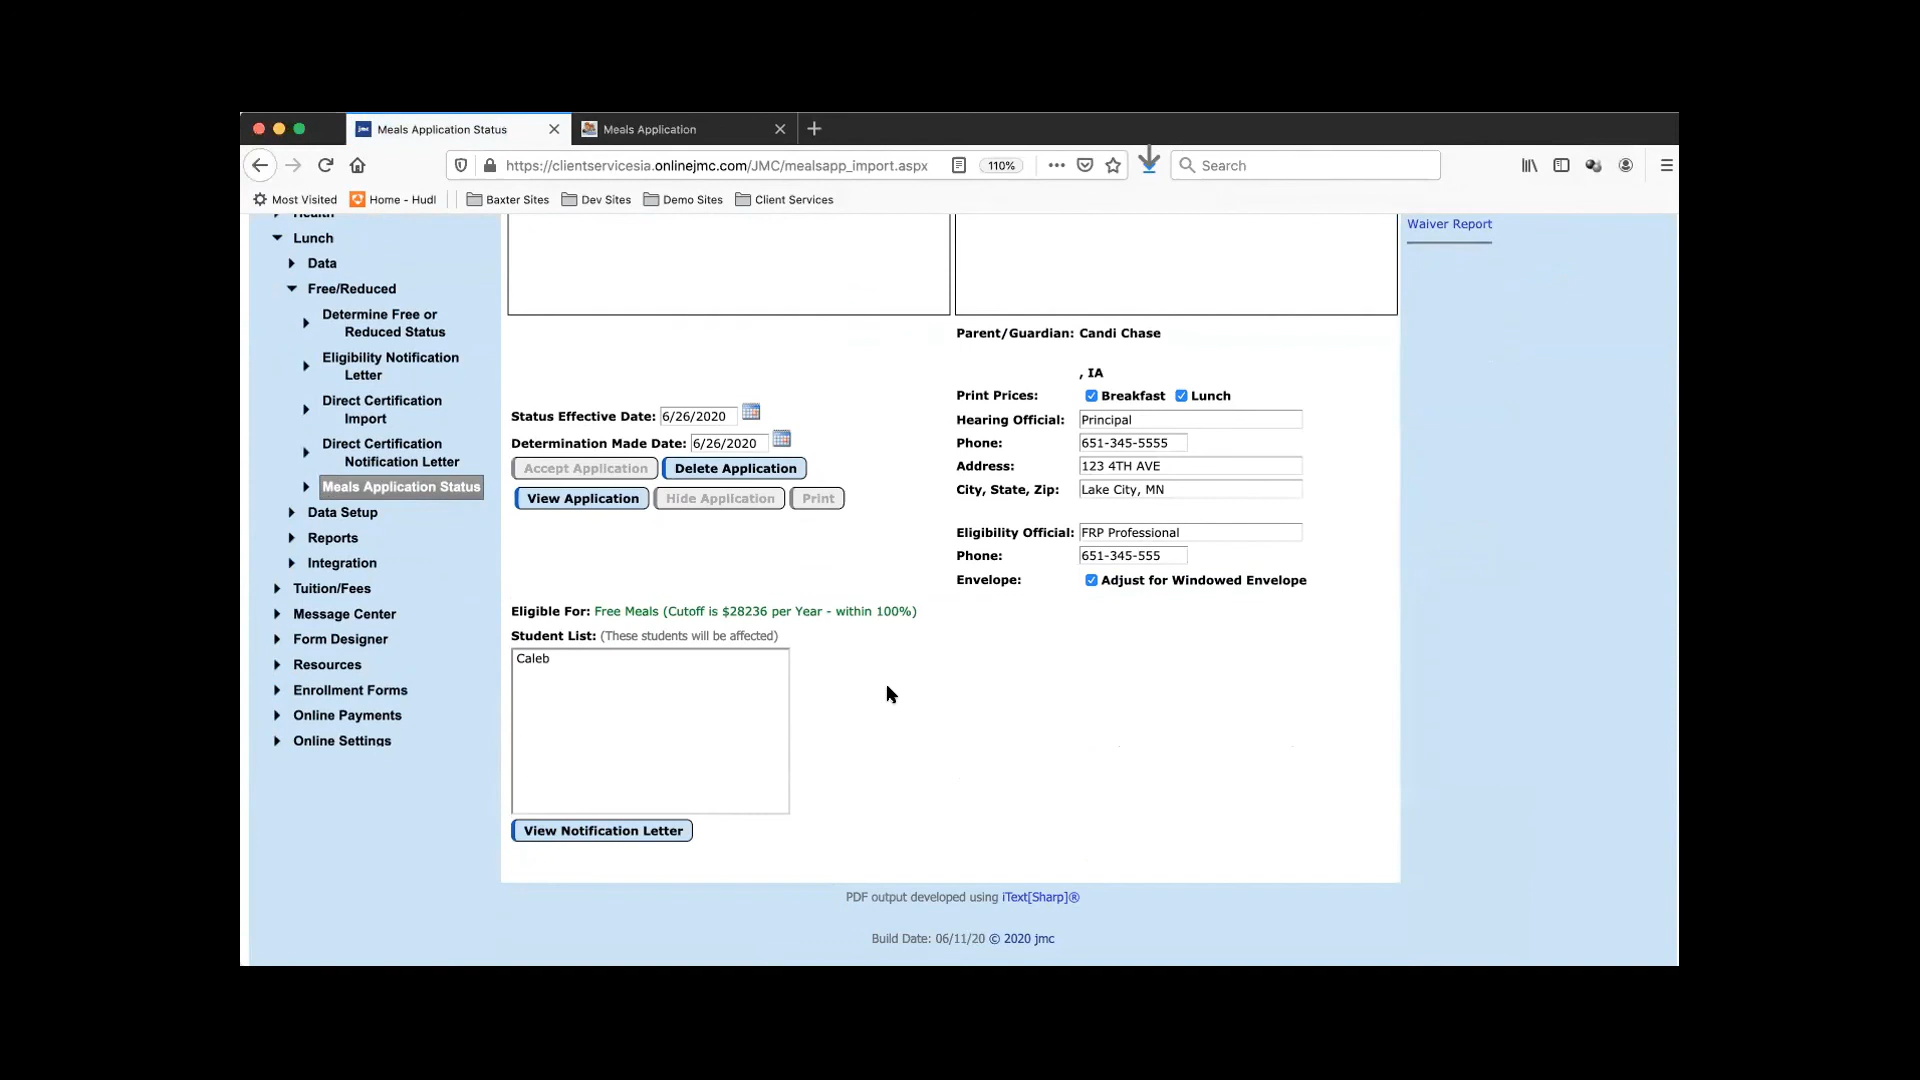 Meals Application Status
Meals Application
https://clientservicesia.onlinejmc.com/JMC/mealsapp_import.aspx
110%
Search
Most Visited
Home - Hudl
Baxter Sites
Dev Sites
Demo Sites
Client Services
Health
Lunch
Data
Free/Reduced
Determine Free or
Reduced Status
Eligibility Notification
Letter
Direct Certification
Import
Direct Certification
Notification Letter
Meals Application Status
Data Setup
Reports
Integration
Tuition/Fees
Message Center
Form Designer
Resources
Enrollment Forms
Online Payments
Online Settings
Status Effective Date: 6/26/2020
Determination Made Date: 6/26/2020
Accept Application
Delete Application
View Application
Hide Application
Print
Parent/Guardian: Candi Chase
, IA
Print Prices: Breakfast Lunch
Hearing Official: Principal
Phone: 651-345-5555
Address: 123 4TH AVE
City, State, Zip: Lake City, MN
Eligibility Official: FRP Professional
Phone: 651-345-555
Envelope: Adjust for Windowed Envelope
Eligible For: Free Meals (Cutoff is $28236 per Year - within 100%)
Student List: (These students will be affected)
Caleb
View Notification Letter
Waiver Report
PDF output developed using iText[Sharp]®
Build Date: 06/11/20 © 2020 jmc